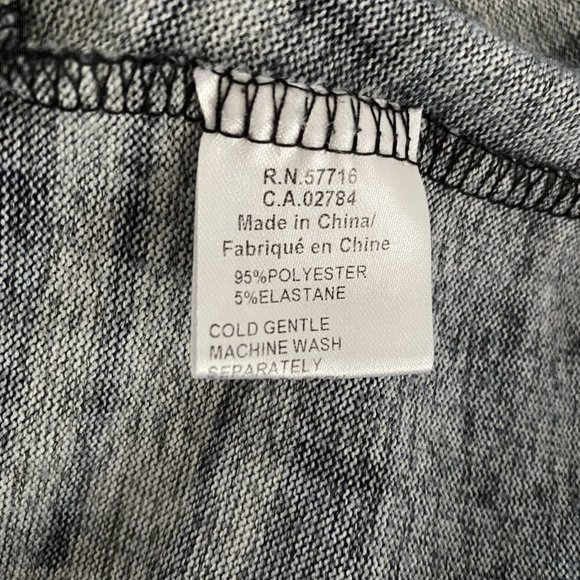 R.N.57716
C.A.02784
Made in China/
Fabriqué en Chine
95%POLYESTER
5%ELASTANE
COLD GENTLE
MACHINE WASH
SEPARATELY